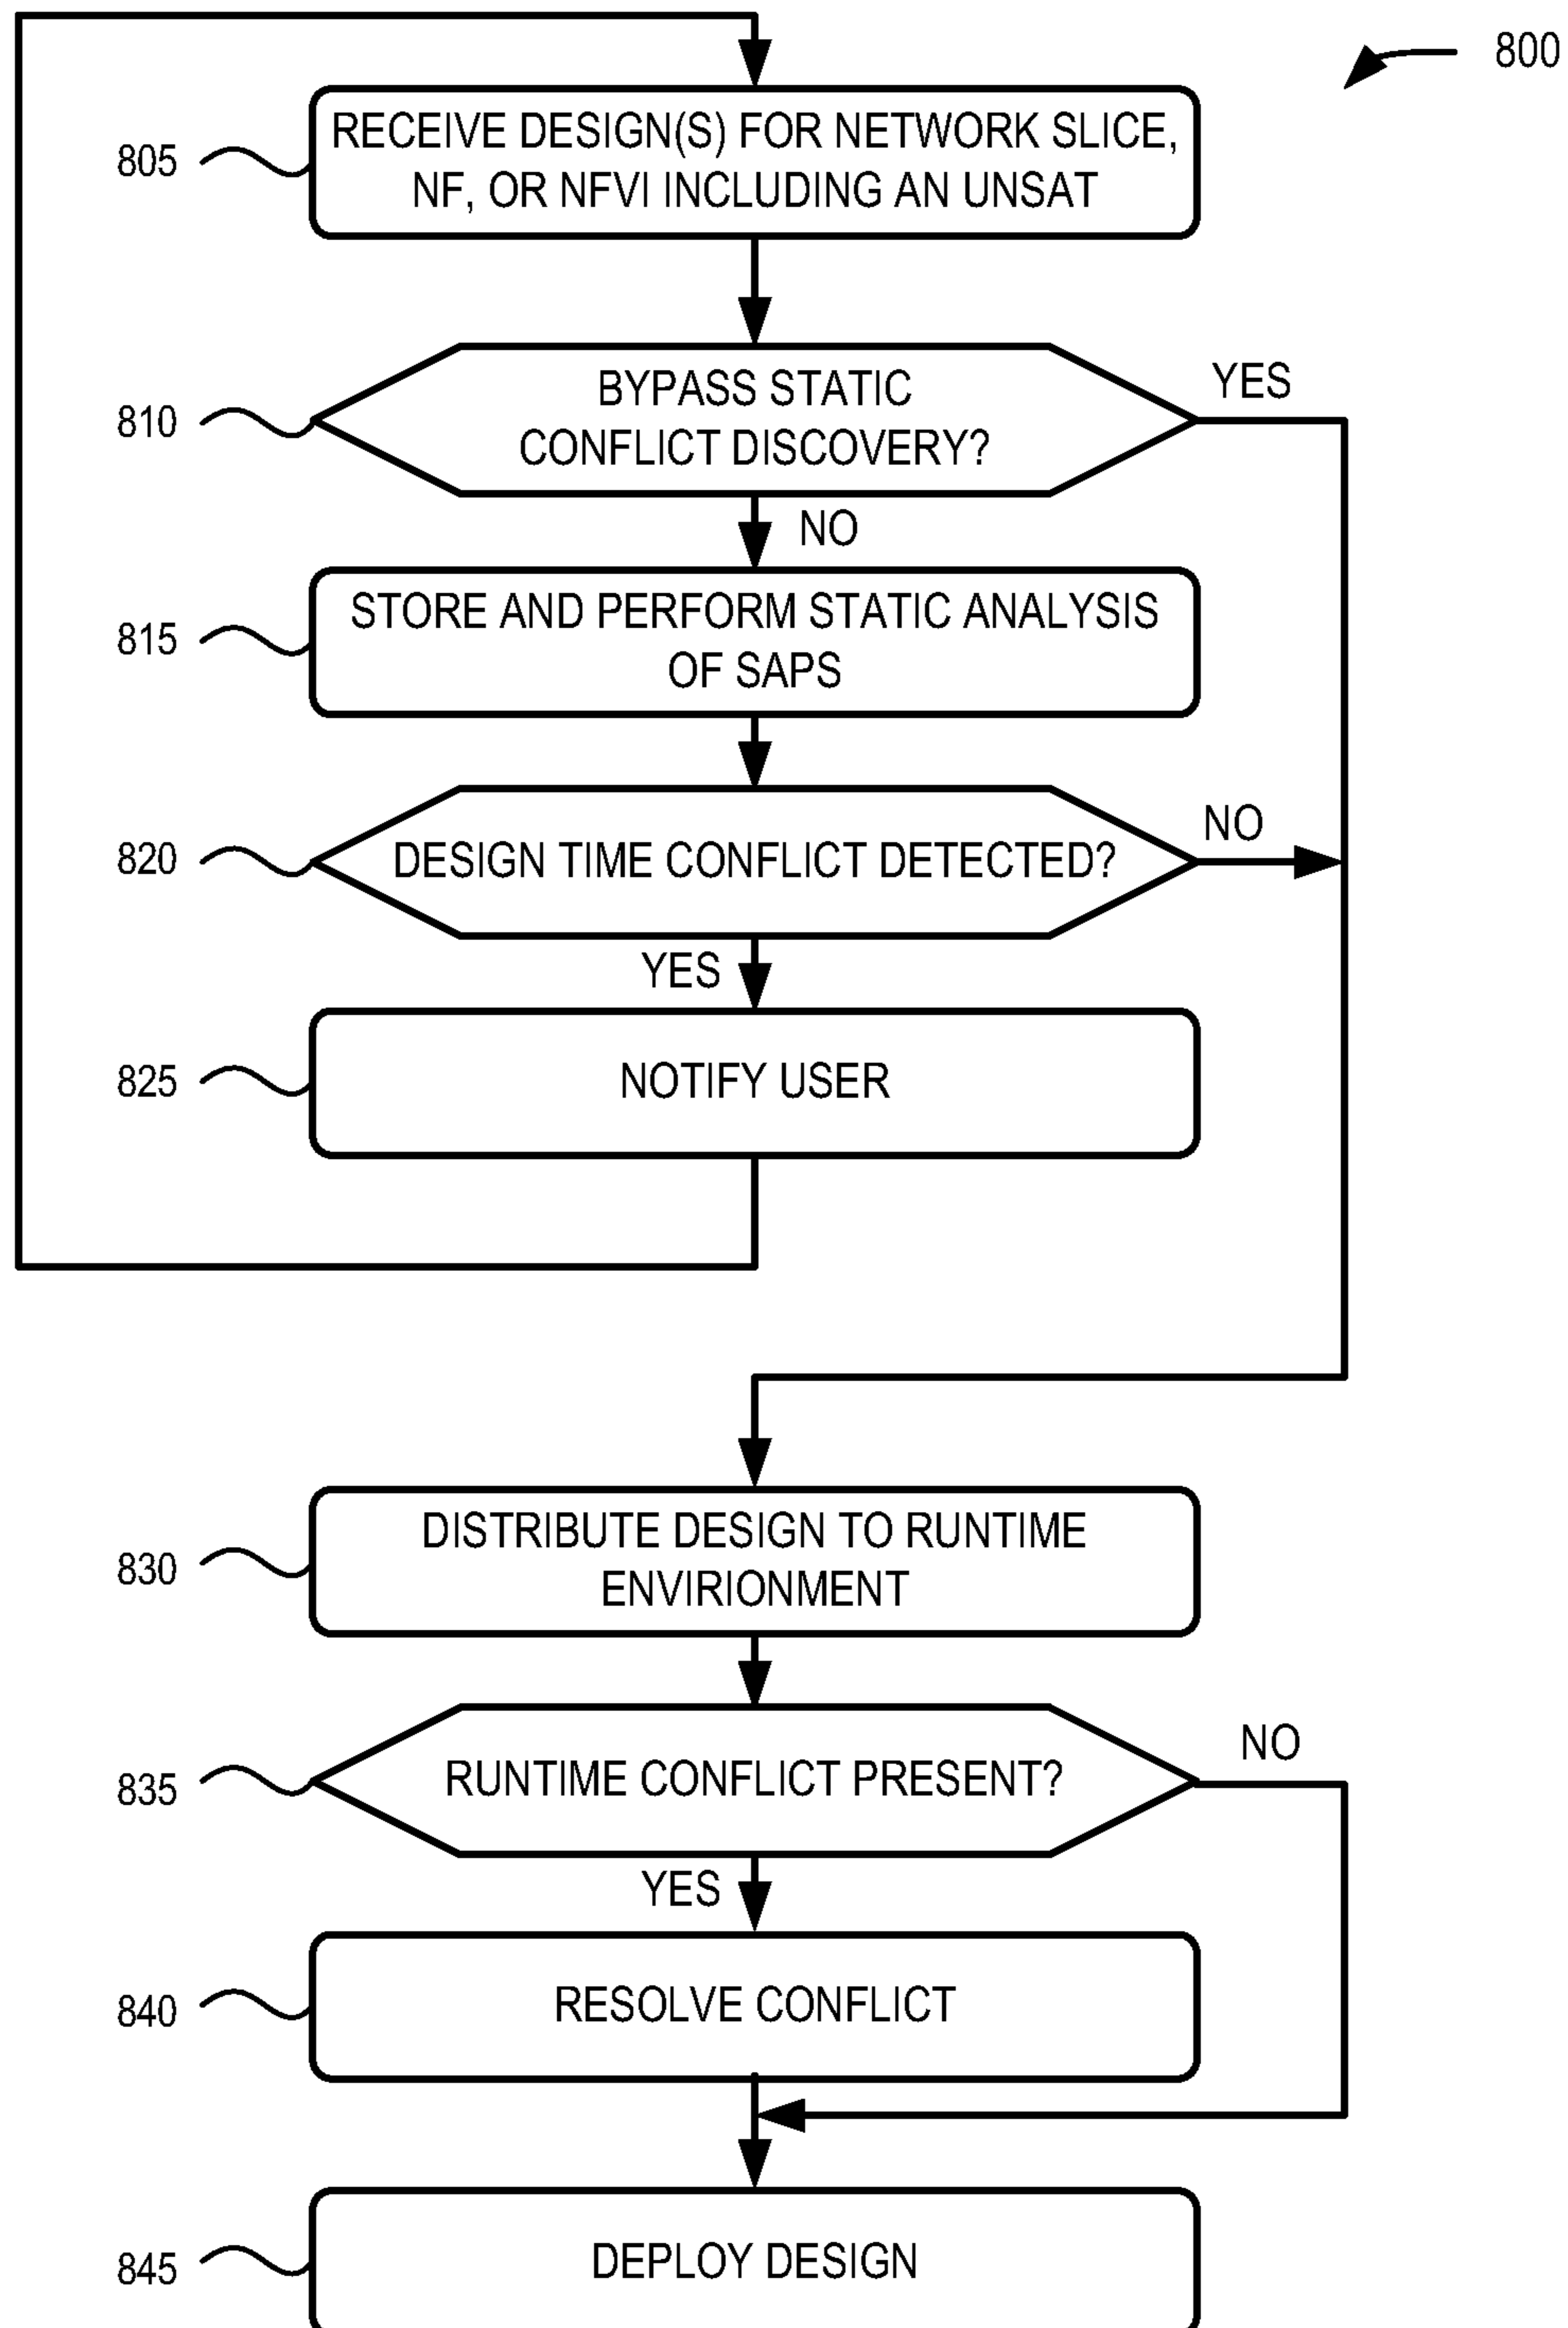 800
805
RECEIVE DESIGN(S) FOR NETWORK SLICE,
NF, OR NFVI INCLUDING AN UNSAT
810
BYPASS STATIC
CONFLICT DISCOVERY?
YES
NO
815
STORE AND PERFORM STATIC ANALYSIS
OF SAPS
820
DESIGN TIME CONFLICT DETECTED?
NO
YES
825
NOTIFY USER
830
DISTRIBUTE DESIGN TO RUNTIME
ENVIRIONMENT
835
RUNTIME CONFLICT PRESENT?
NO
YES
840
RESOLVE CONFLICT
845
DEPLOY DESIGN